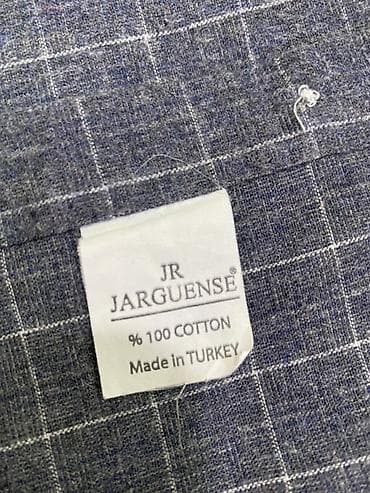 JR
JARGUENSE®
% 100 COTTON
Made in TURKEY